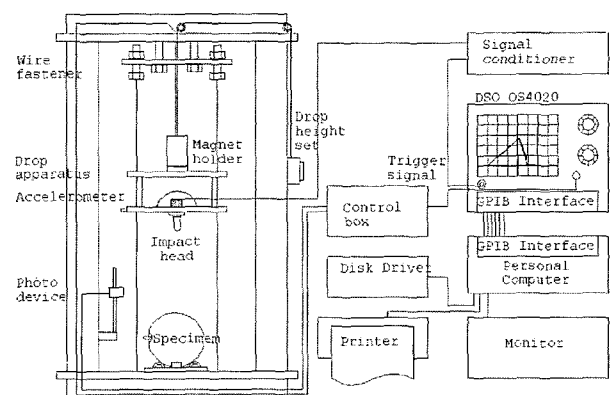 Wire
fastener
Drop
apparatus
Accelerometer
Photo
device
Magnet
holder
Impact
head
Specimem
Drop
height
set
Signal
conditioner
DSO OS4020
Trigger
signal
GPIB Interface
Control
box
GPIB Interface
Personal
Computer
Disk Driver
Printer
Monitor